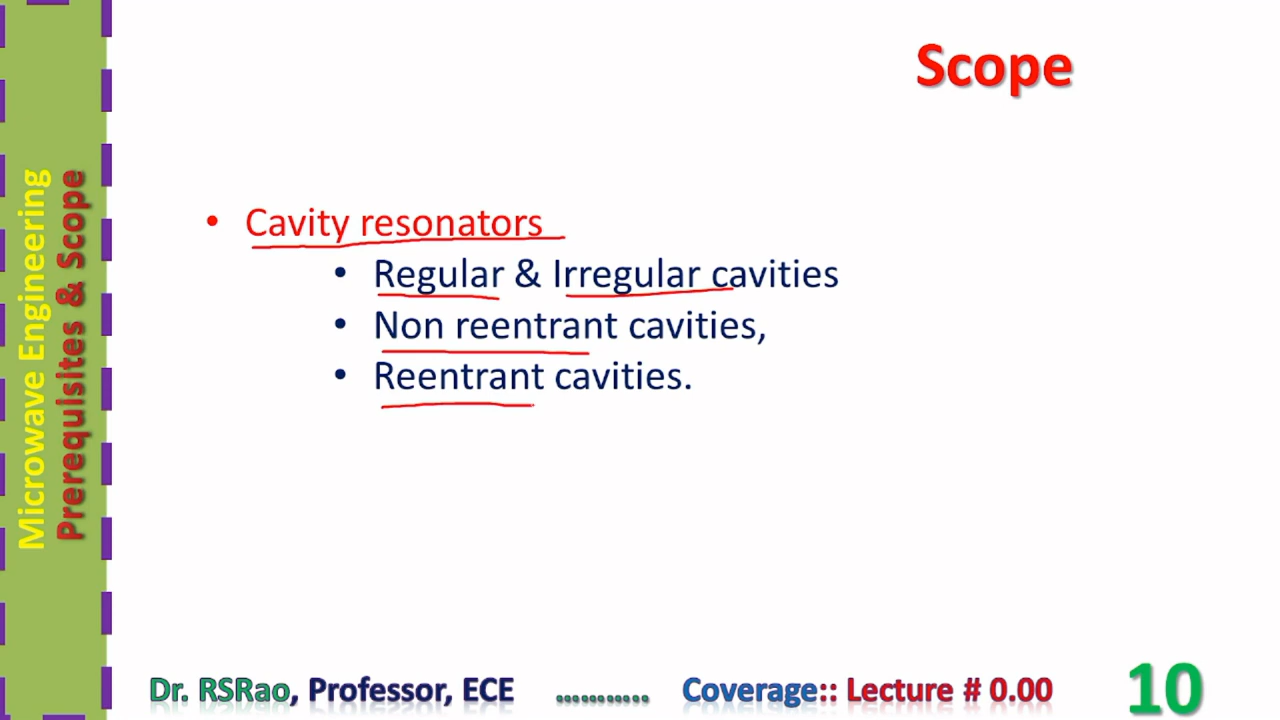 Microwave Engineering
Prerequisites & Scope
Scope
• Cavity resonators
• Regular & Irregular cavities
• Non reentrant cavities,
• Reentrant cavities.
Dr. RSRao, Professor, ECE ........... Coverage:: Lecture # 0.00 10